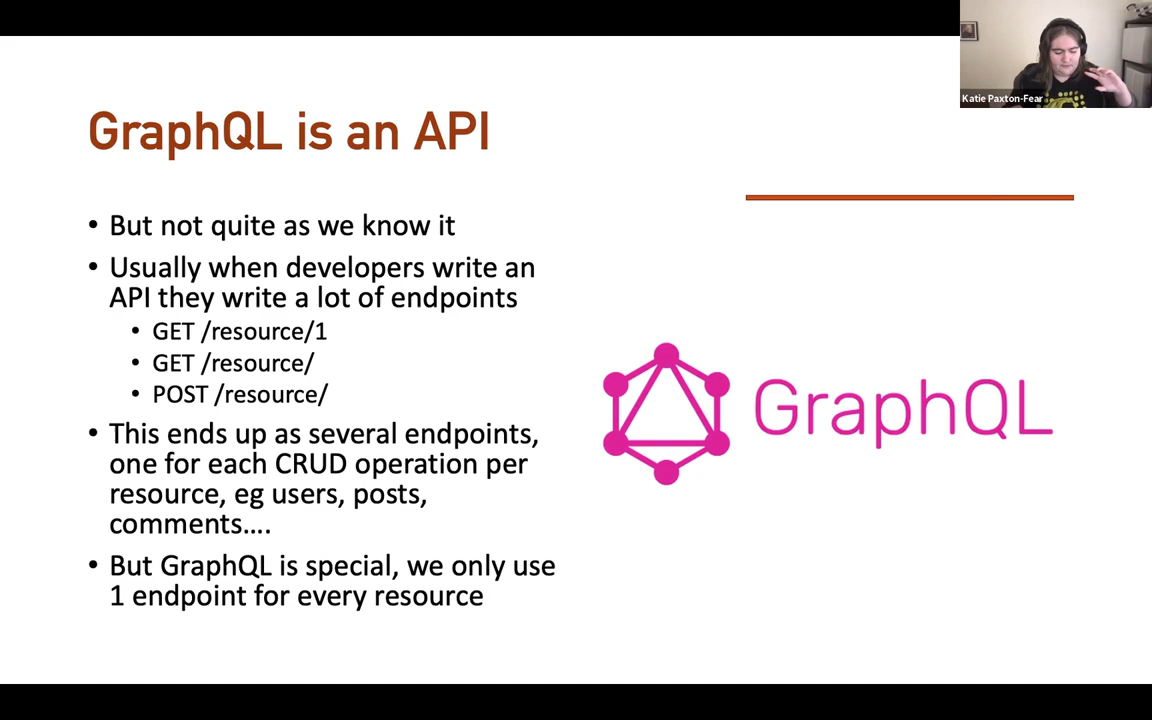 Katie Paxton-Fear
GraphQL is an API
• But not quite as we know it
• Usually when developers write an
API they write a lot of endpoints
• GET /resource/1
• GET /resource/
• POST /resource/
• This ends up as several endpoints,
one for each CRUD operation per
resource, eg users, posts,
comments....
• But GraphQL is special, we only use
1 endpoint for every resource
GraphQL